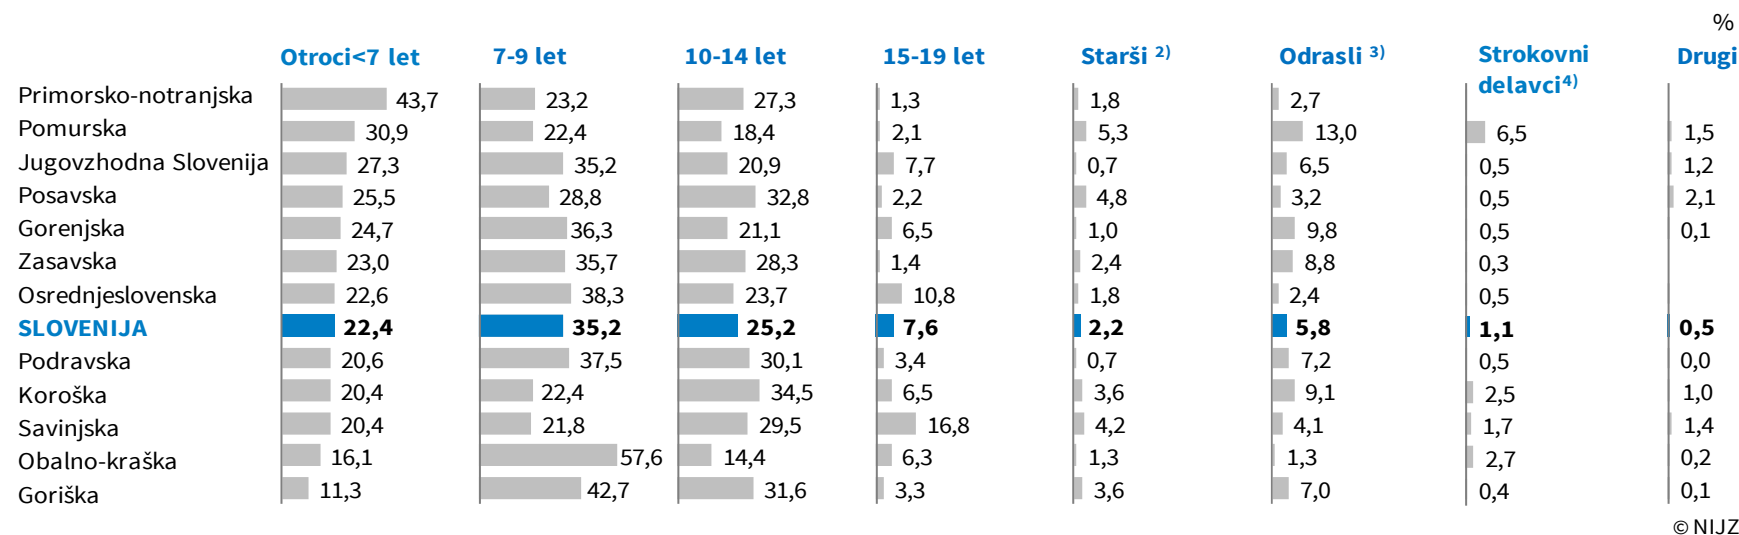 %
Otroci<7 let 7-9 let 10-14 let 15-19 let Starši 2) Odrasli 3) Strokovni delavci4) Drugi
Primorsko-notranjska 43,7 23,2 27,3 1,3 1,8 2,7
Pomurska 30,9 22,4 18,4 2,1 5,3 13,0 6,5 1,5
Jugovzhodna Slovenija 27,3 35,2 20,9 7,7 0,7 6,5 0,5 1,2
Posavska 25,5 28,8 32,8 2,2 4,8 3,2 0,5 2,1
Gorenjska 24,7 36,3 21,1 6,5 1,0 9,8 0,5 0,1
Zasavska 23,0 35,7 28,3 1,4 2,4 8,8 0,3
Osrednjeslovenska 22,6 38,3 23,7 10,8 1,8 2,4 0,5
SLOVENIJA 22,4 35,2 25,2 7,6 2,2 5,8 1,1 0,5
Podravska 20,6 37,5 30,1 3,4 0,7 7,2 0,5 0,0
Koroška 20,4 22,4 34,5 6,5 3,6 9,1 2,5 1,0
Savinjska 20,4 21,8 29,5 16,8 4,2 4,1 1,7 1,4
Obalno-kraška 16,1 57,6 14,4 6,3 1,3 1,3 2,7 0,2
Goriška 11,3 42,7 31,6 3,3 3,6 7,0 0,4 0,1
© NIJZ